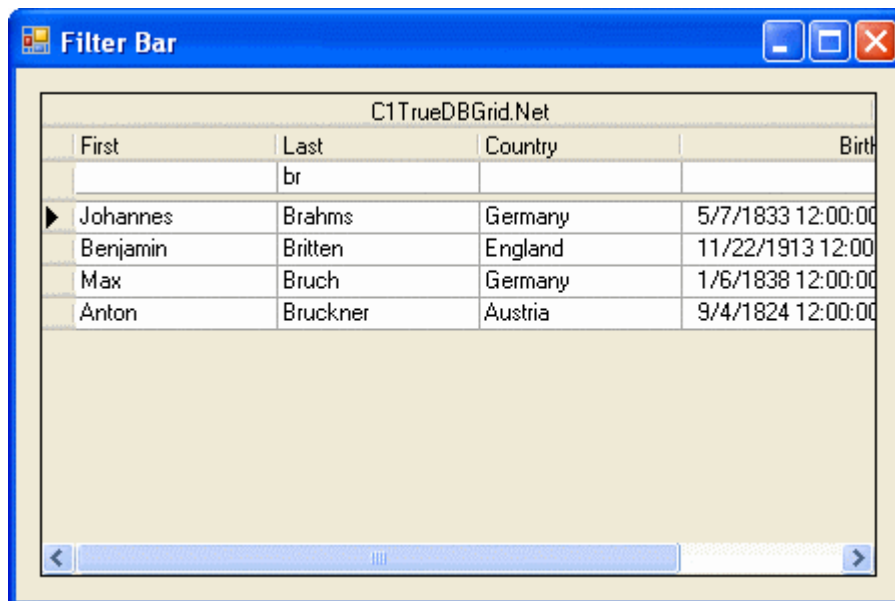 Filter Bar
C1TrueDBGrid.Net
First Last Country Birth
br
Johannes Brahms Germany 5/7/1833 12:00:00
Benjamin Britten England 11/22/1913 12:00
Max Bruch Germany 1/6/1838 12:00:00
Anton Bruckner Austria 9/4/1824 12:00:00